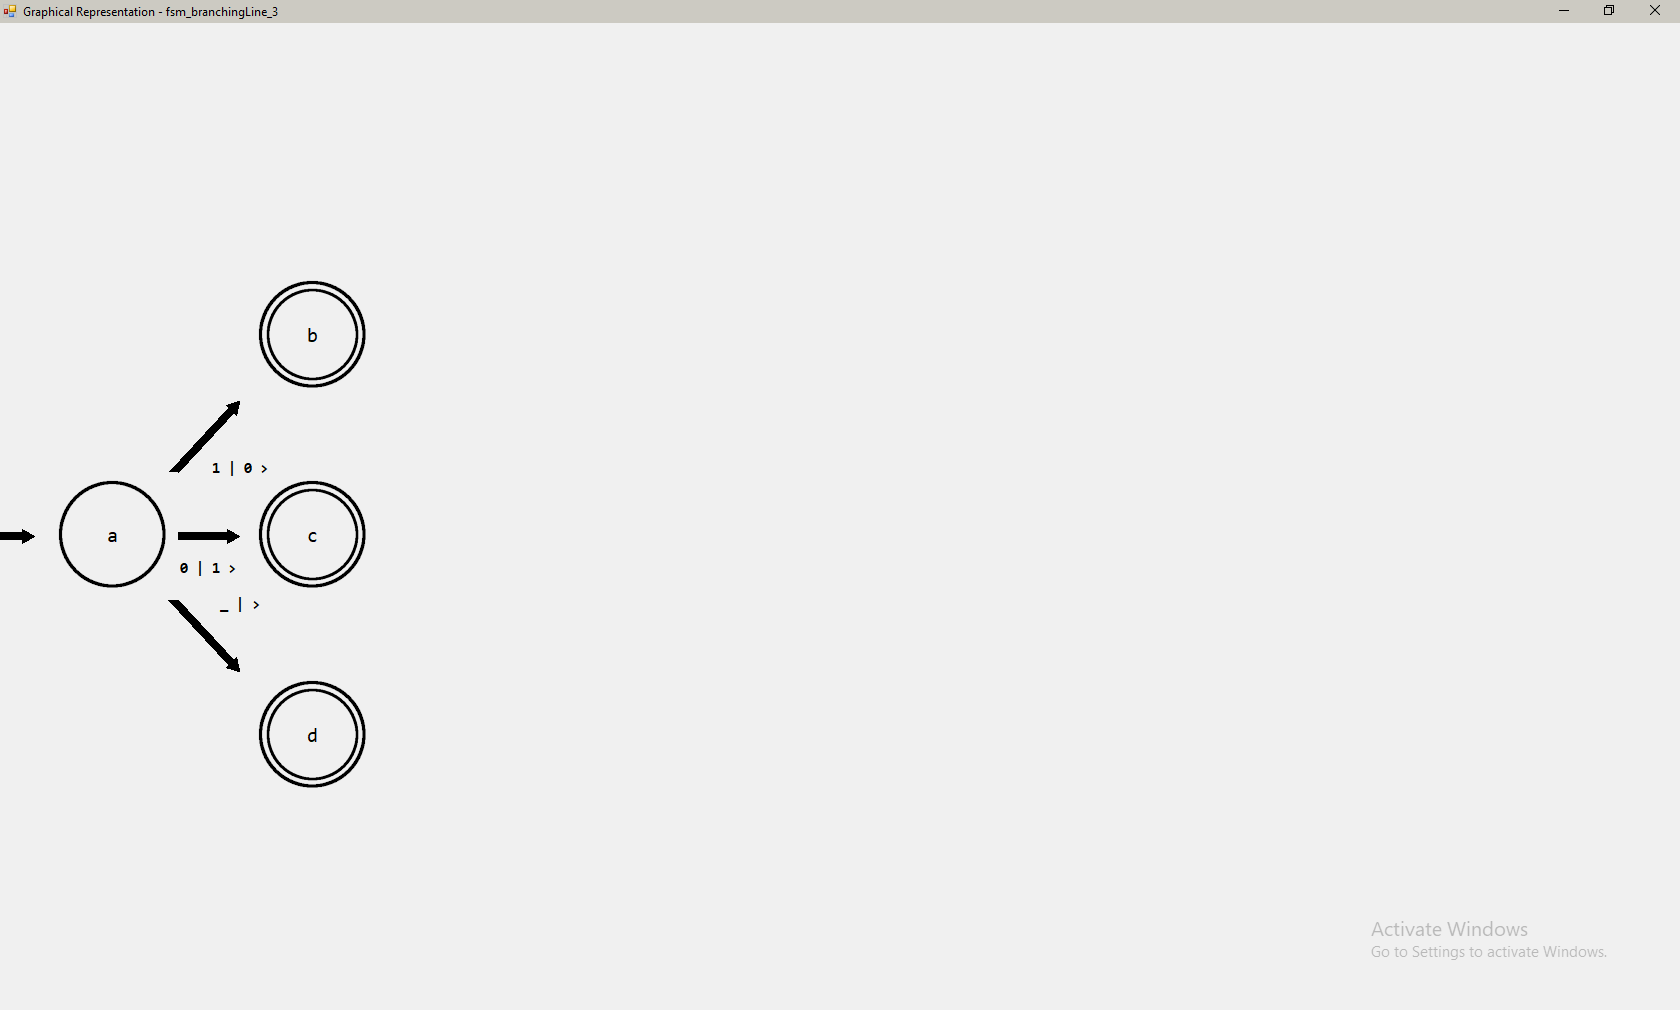 Graphical Representation - fsm_branchingLine_3
b
1 | 0 >
a
c
0 | 1 >
_ | >
d
Activate Windows
Go to Settings to activate Windows.